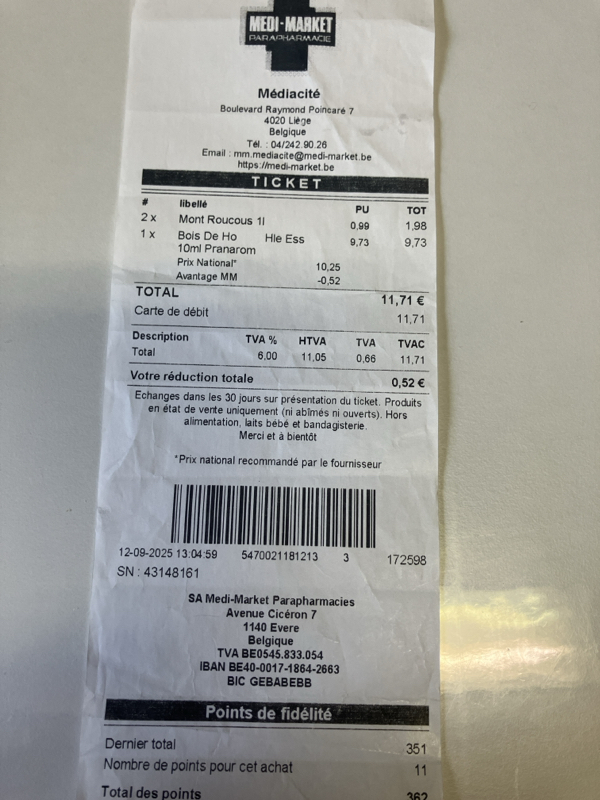 MEDI-MARKET
PARAPHARMACIE
Médiacité
Boulevard Raymond Poincaré 7
4020 Liège
Belgique
Tél. : 04/242.90.26
Email : mm.mediacite@medi-market.be
https://medi-market.be
TICKET
# libellé PU TOT
2 x Mont Roucous 1l 0,99 1,98
1 x Bois De Ho Hle Ess 9,73 9,73
10ml Pranarom
Prix National* 10,25
Avantage MM -0,52
TOTAL 11,71 €
Carte de débit 11,71
Description TVA % HTVA TVA TVAC
Total 6,00 11,05 0,66 11,71
Votre réduction totale 0,52 €
Echanges dans les 30 jours sur présentation du ticket. Produits
en état de vente uniquement (ni abîmés ni ouverts). Hors
alimentation, laits bébé et bandagisterie.
Merci et à bientôt
*Prix national recommandé par le fournisseur
12-09-2025 13:04:59 5470021181213 3 172598
SN : 43148161
SA Medi-Market Parapharmacies
Avenue Cicéron 7
1140 Evere
Belgique
TVA BE0545.833.054
IBAN BE40-0017-1864-2663
BIC GEBABEBB
Points de fidélité
Dernier total 351
Nombre de points pour cet achat 11
Total des points 362